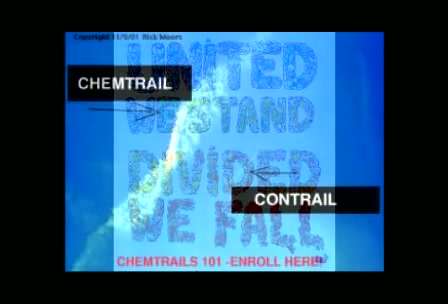 Copyright 11/9/01 Rick Moors
UNITED
CHEMTRAIL
WE STAND
DIVIDED
CONTRAIL
WE FALL
CHEMTRAILS 101 -ENROLL HERE!